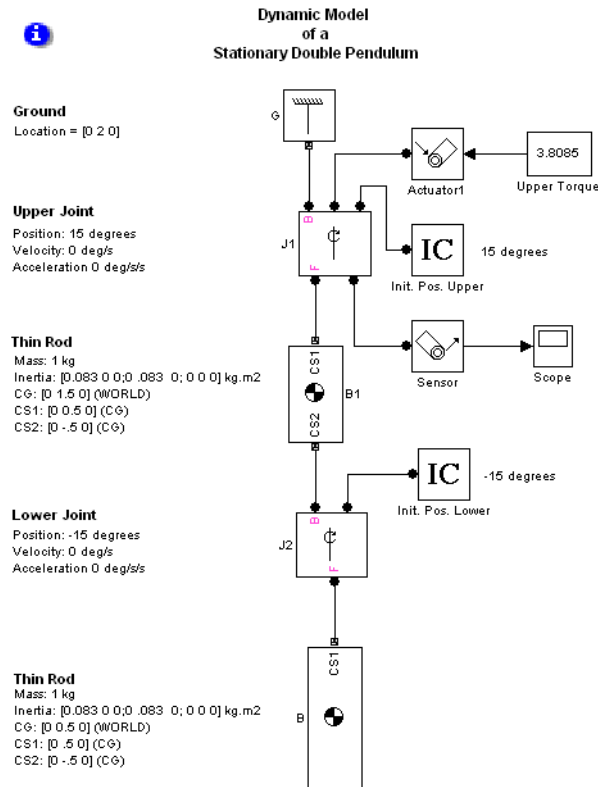 Dynamic Model
of a
Stationary Double Pendulum
i
Ground
Location = [0 2 0]
G
Actuator1
3.8085
Upper Torque
Upper Joint
Position: 15 degrees
Velocity: 0 deg/s
Acceleration 0 deg/s/s
J1
B
F
IC
15 degrees
Init. Pos. Upper
Thin Rod
Mass: 1 kg
Inertia: [0.083 0 0;0 .083 0; 0 0 0] kg.m2
CG: [0 1.5 0] (WORLD)
CS1: [0 0.5 0] (CG)
CS2: [0 -.5 0] (CG)
CS1
CS2
B1
Sensor
Scope
IC
-15 degrees
Init. Pos. Lower
Lower Joint
Position: -15 degrees
Velocity: 0 deg/s
Acceleration 0 deg/s/s
J2
B
F
Thin Rod
Mass: 1 kg
Inertia: [0.083 0 0;0 .083 0; 0 0 0] kg.m2
CG: [0 0.5 0] (WORLD)
CS1: [0 .5 0] (CG)
CS2: [0 -.5 0] (CG)
CS1
B